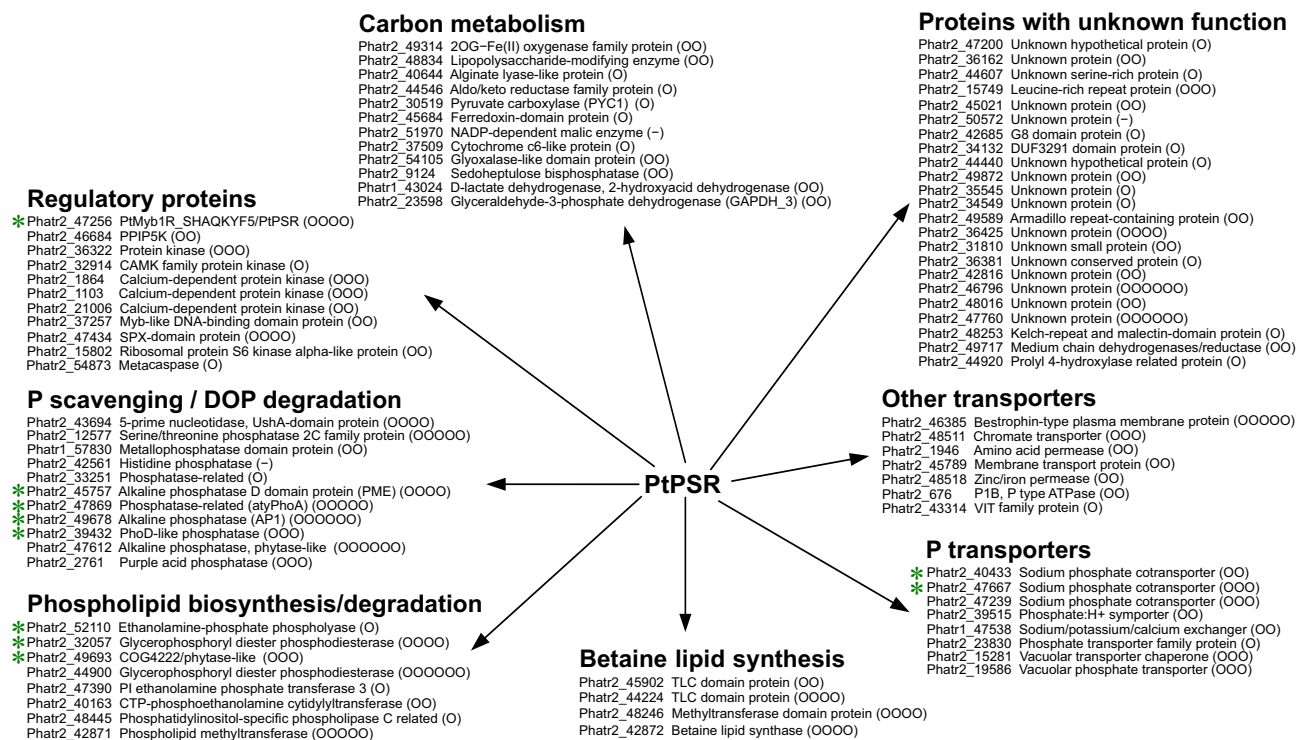 Carbon metabolism
Phatr2_49314 2OG−Fe(II) oxygenase family protein (OO)
Phatr2_48834 Lipopolysaccharide-modifying enzyme (OO)
Phatr2_40644 Alginate lyase-like protein (O)
Phatr2_44546 Aldo/keto reductase family protein (O)
Phatr2_30519 Pyruvate carboxylase (PYC1) (O)
Phatr2_45684 Ferredoxin-domain protein (O)
Phatr2_51970 NADP-dependent malic enzyme (−)
Phatr2_37509 Cytochrome c6-like protein (O)
Phatr2_54105 Glyoxalase-like domain protein (OO)
Phatr2_9124 Sedoheptulose bisphosphatase (OO)
Phatr1_43024 D-lactate dehydrogenase, 2-hydroxyacid dehydrogenase (OO)
Phatr2_23598 Glyceraldehyde-3-phosphate dehydrogenase (GAPDH_3) (OO)
Proteins with unknown function
Phatr2_47200 Unknown hypothetical protein (O)
Phatr2_36162 Unknown protein (OO)
Phatr2_44607 Unknown serine-rich protein (O)
Phatr2_15749 Leucine-rich repeat protein (OOO)
Phatr2_45021 Unknown protein (OO)
Phatr2_50572 Unknown protein (−)
Phatr2_42685 G8 domain protein (O)
Phatr2_34132 DUF3291 domain protein (O)
Phatr2_44440 Unknown hypothetical protein (O)
Phatr2_49872 Unknown protein (OO)
Phatr2_35545 Unknown protein (O)
Phatr2_34549 Unknown protein (O)
Phatr2_49589 Armadillo repeat-containing protein (OO)
Phatr2_36425 Unknown protein (OOOO)
Phatr2_31810 Unknown small protein (OO)
Phatr2_36381 Unknown conserved protein (O)
Phatr2_42816 Unknown protein (OO)
Phatr2_46796 Unknown protein (OOOOOO)
Phatr2_48016 Unknown protein (OO)
Phatr2_47760 Unknown protein (OOOOOO)
Phatr2_48253 Kelch-repeat and malectin-domain protein (O)
Phatr2_49717 Medium chain dehydrogenases/reductase (OO)
Phatr2_44920 Prolyl 4-hydroxylase related protein (O)
Regulatory proteins
*Phatr2_47256 PtMyb1R_SHAQKYF5/PtPSR (OOOO)
Phatr2_46684 PPIP5K (OO)
Phatr2_36322 Protein kinase (OOO)
Phatr2_32914 CAMK family protein kinase (O)
Phatr2_1864 Calcium-dependent protein kinase (OOO)
Phatr2_1103 Calcium-dependent protein kinase (OOO)
Phatr2_21006 Calcium-dependent protein kinase (OO)
Phatr2_37257 Myb-like DNA-binding domain protein (OO)
Phatr2_47434 SPX-domain protein (OOOO)
Phatr2_15802 Ribosomal protein S6 kinase alpha-like protein (OO)
Phatr2_54873 Metacaspase (O)
P scavenging / DOP degradation
Phatr2_43694 5-prime nucleotidase, UshA-domain protein (OOOO)
Phatr2_12577 Serine/threonine phosphatase 2C family protein (OOOOO)
Phatr1_57830 Metallophosphatase domain protein (OO)
Phatr2_42561 Histidine phosphatase (−)
Phatr2_33251 Phosphatase-related (O)
*Phatr2_45757 Alkaline phosphatase D domain protein (PME) (OOOO)
*Phatr2_47869 Phosphatase-related (atyPhoA) (OOOOO)
*Phatr2_49678 Alkaline phosphatase (AP1) (OOOOOO)
*Phatr2_39432 PhoD-like phosphatase (OOO)
Phatr2_47612 Alkaline phosphatase, phytase-like (OOOOOO)
Phatr2_2761 Purple acid phosphatase (OOO)
PtPSR
Other transporters
Phatr2_46385 Bestrophin-type plasma membrane protein (OOOOO)
Phatr2_48511 Chromate transporter (OOO)
Phatr2_1946 Amino acid permease (OO)
Phatr2_45789 Membrane transport protein (OO)
Phatr2_48518 Zinc/iron permease (OO)
Phatr2_676 P1B, P type ATPase (OO)
Phatr2_43314 VIT family protein (O)
P transporters
*Phatr2_40433 Sodium phosphate cotransporter (OO)
*Phatr2_47667 Sodium phosphate cotransporter (OOO)
Phatr2_47239 Sodium phosphate cotransporter (OOO)
Phatr2_39515 Phosphate:H+ symporter (OO)
Phatr1_47538 Sodium/potassium/calcium exchanger (OO)
Phatr2_23830 Phosphate transporter family protein (O)
Phatr2_15281 Vacuolar transporter chaperone (OOO)
Phatr2_19586 Vacuolar phosphate transporter (OOO)
Phospholipid biosynthesis/degradation
*Phatr2_52110 Ethanolamine-phosphate phospholyase (O)
*Phatr2_32057 Glycerophosphoryl diester phosphodiesterase (OOOO)
*Phatr2_49693 COG4222/phytase-like (OOO)
Phatr2_44900 Glycerophosphoryl diester phosphodiesterase (OOOOOO)
Phatr2_47390 PI ethanolamine phosphate transferase 3 (O)
Phatr2_40163 CTP-phosphoethanolamine cytidylyltransferase (OO)
Phatr2_48445 Phosphatidylinositol-specific phospholipase C related (O)
Phatr2_42871 Phospholipid methyltransferase (OOOOO)
Betaine lipid synthesis
Phatr2_45902 TLC domain protein (OO)
Phatr2_44224 TLC domain protein (OOOO)
Phatr2_48246 Methyltransferase domain protein (OOOO)
Phatr2_42872 Betaine lipid synthase (OOOO)